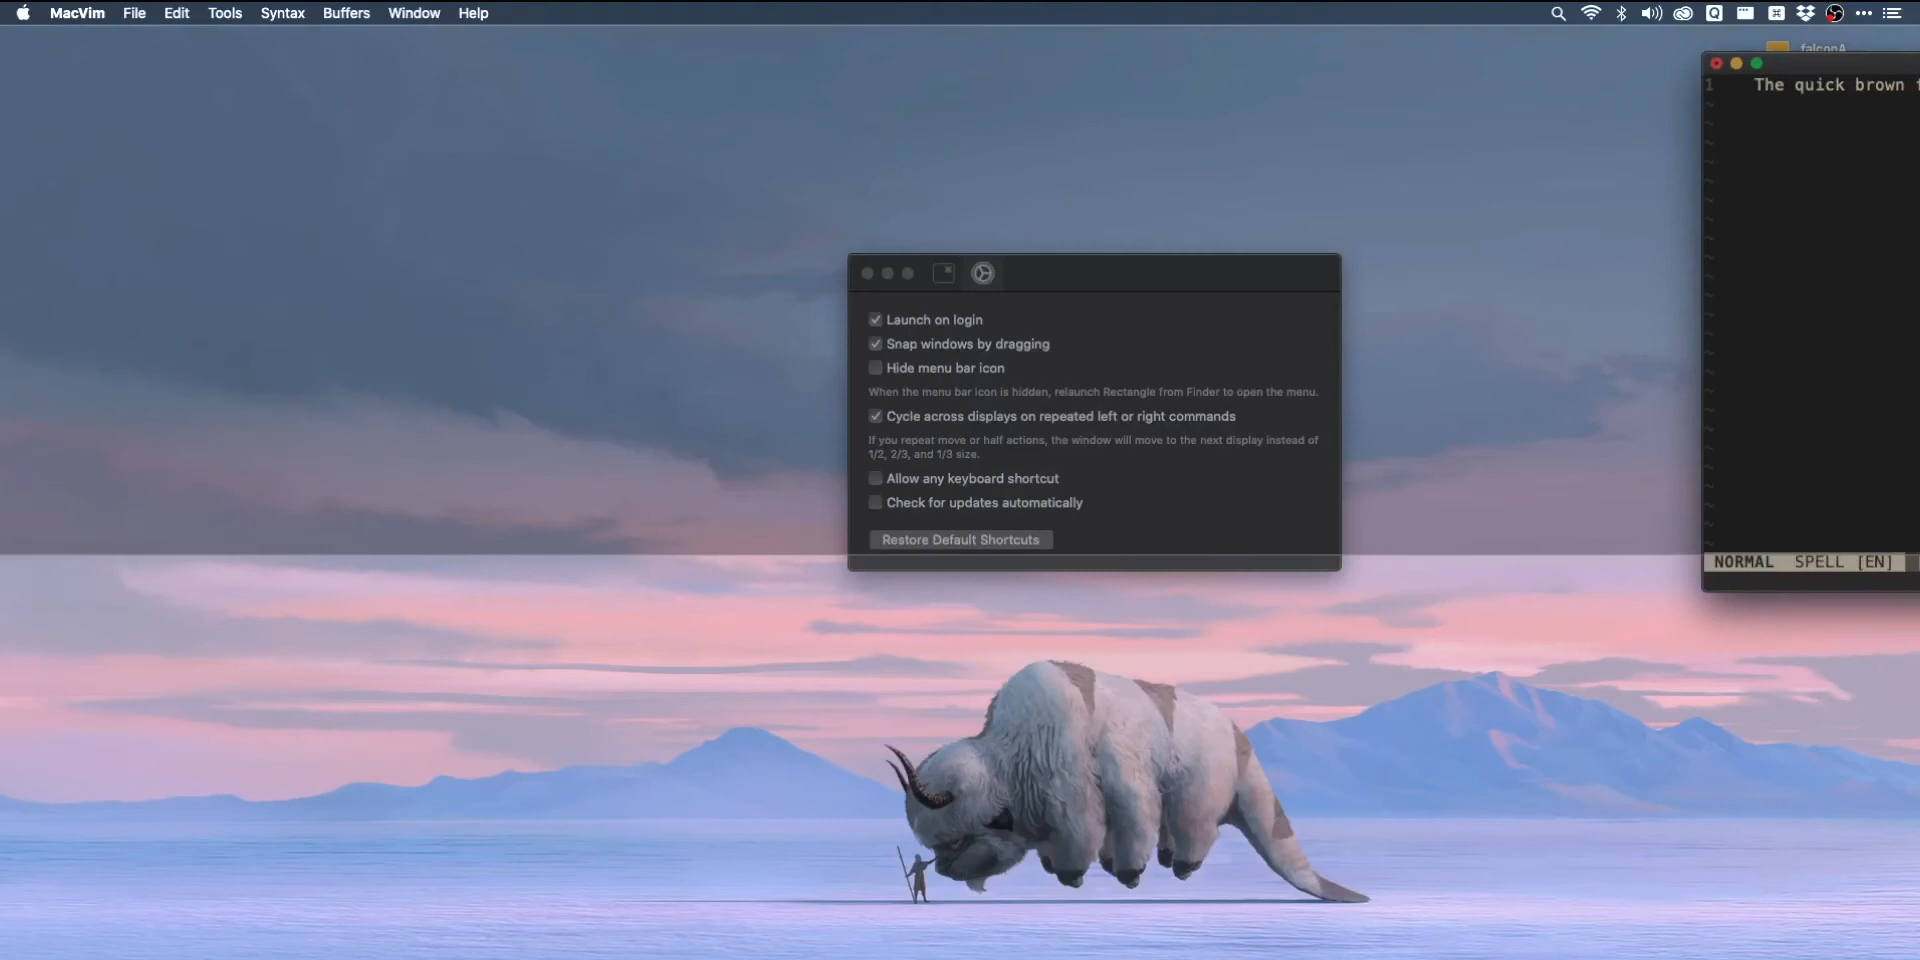 MacVim File Edit Tools Syntax Buffers Window Help
falconA
1 The quick brown
Launch on login
Snap windows by dragging
Hide menu bar icon
When the menu bar icon is hidden, relaunch Rectangle from Finder to open the menu.
Cycle across displays on repeated left or right commands
If you repeat move or half actions, the window will move to the next display instead of
1/2, 2/3, and 1/3 size.
Allow any keyboard shortcut
Check for updates automatically
Restore Default Shortcuts
NORMAL SPELL [EN]